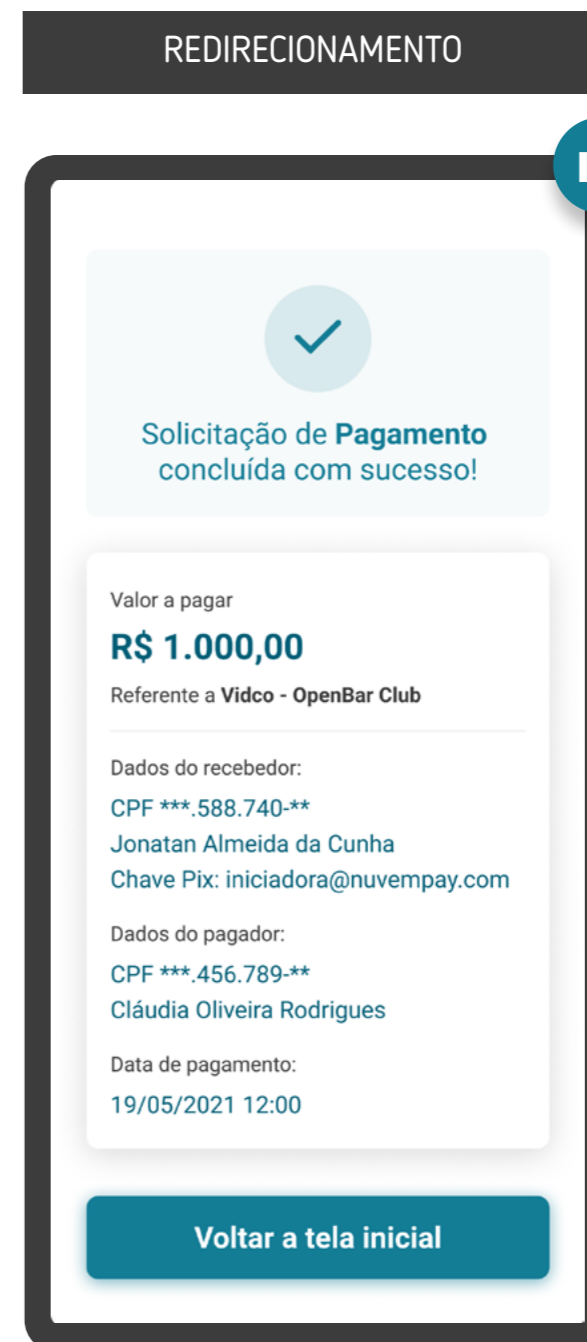 REDIRECIONAMENTO
Solicitação de Pagamento
concluída com sucesso!
Valor a pagar
R$ 1.000,00
Referente a Vidco - OpenBar Club
Dados do recebedor:
CPF ***.588.740-**
Jonatan Almeida da Cunha
Chave Pix: iniciadora@nuvempay.com
Dados do pagador:
CPF ***.456.789-**
Cláudia Oliveira Rodrigues
Data de pagamento:
19/05/2021 12:00
Voltar a tela inicial